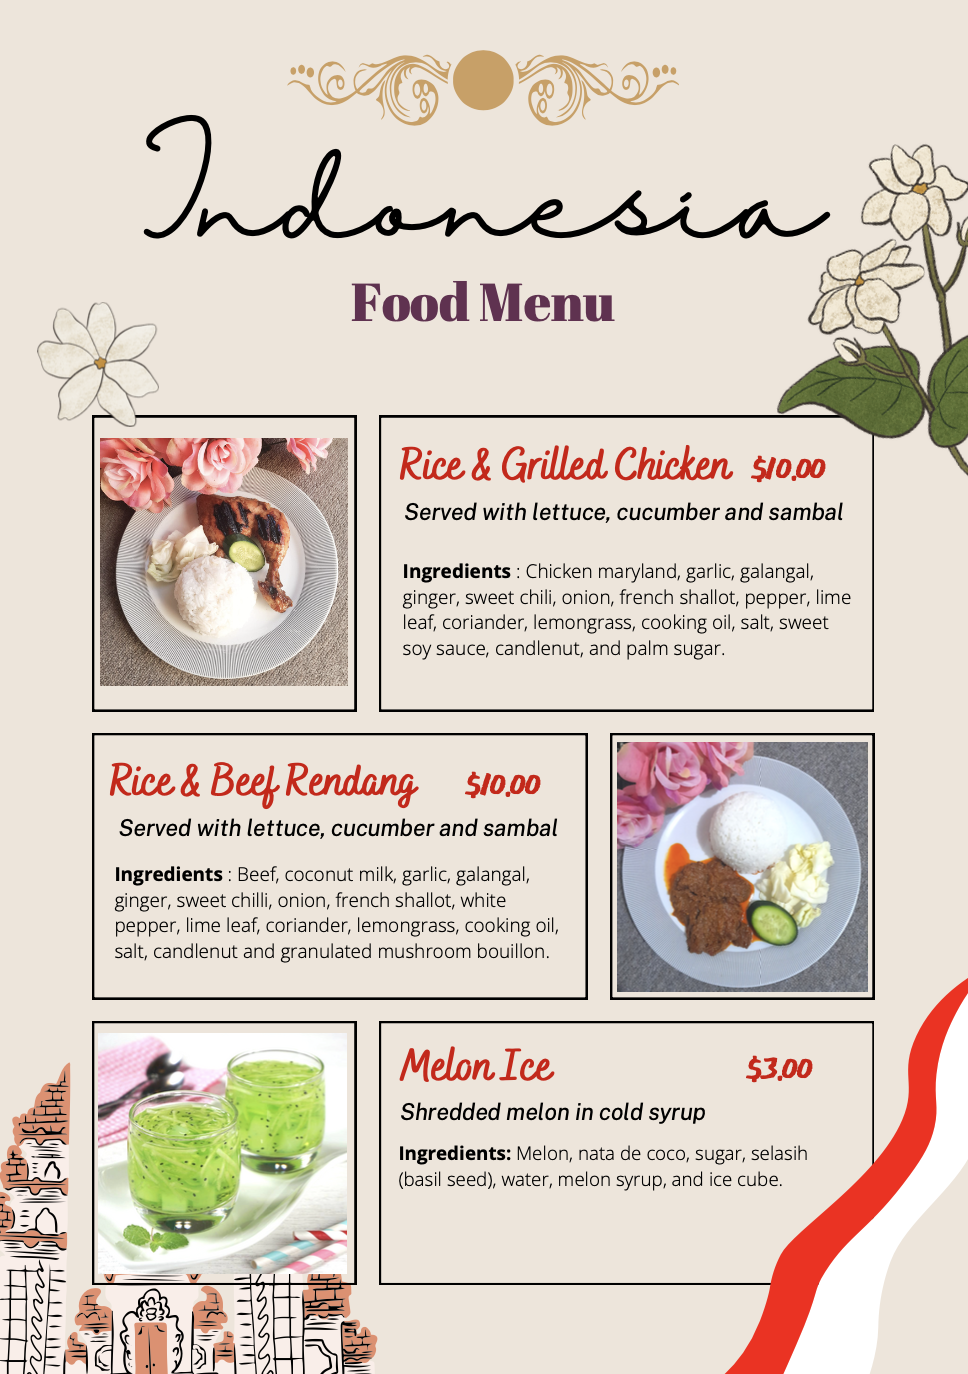 Indonesia
Food Menu
Rice & Grilled Chicken $10.00
Served with lettuce, cucumber and sambal
Ingredients : Chicken maryland, garlic, galangal,
ginger, sweet chili, onion, french shallot, pepper, lime
leaf, coriander, lemongrass, cooking oil, salt, sweet
soy sauce, candlenut, and palm sugar.
Rice & Beef Rendang $10.00
Served with lettuce, cucumber and sambal
Ingredients : Beef, coconut milk, garlic, galangal,
ginger, sweet chilli, onion, french shallot, white
pepper, lime leaf, coriander, lemongrass, cooking oil,
salt, candlenut and granulated mushroom bouillon.
Melon Ice $3.00
Shredded melon in cold syrup
Ingredients: Melon, nata de coco, sugar, selasih
(basil seed), water, melon syrup, and ice cube.